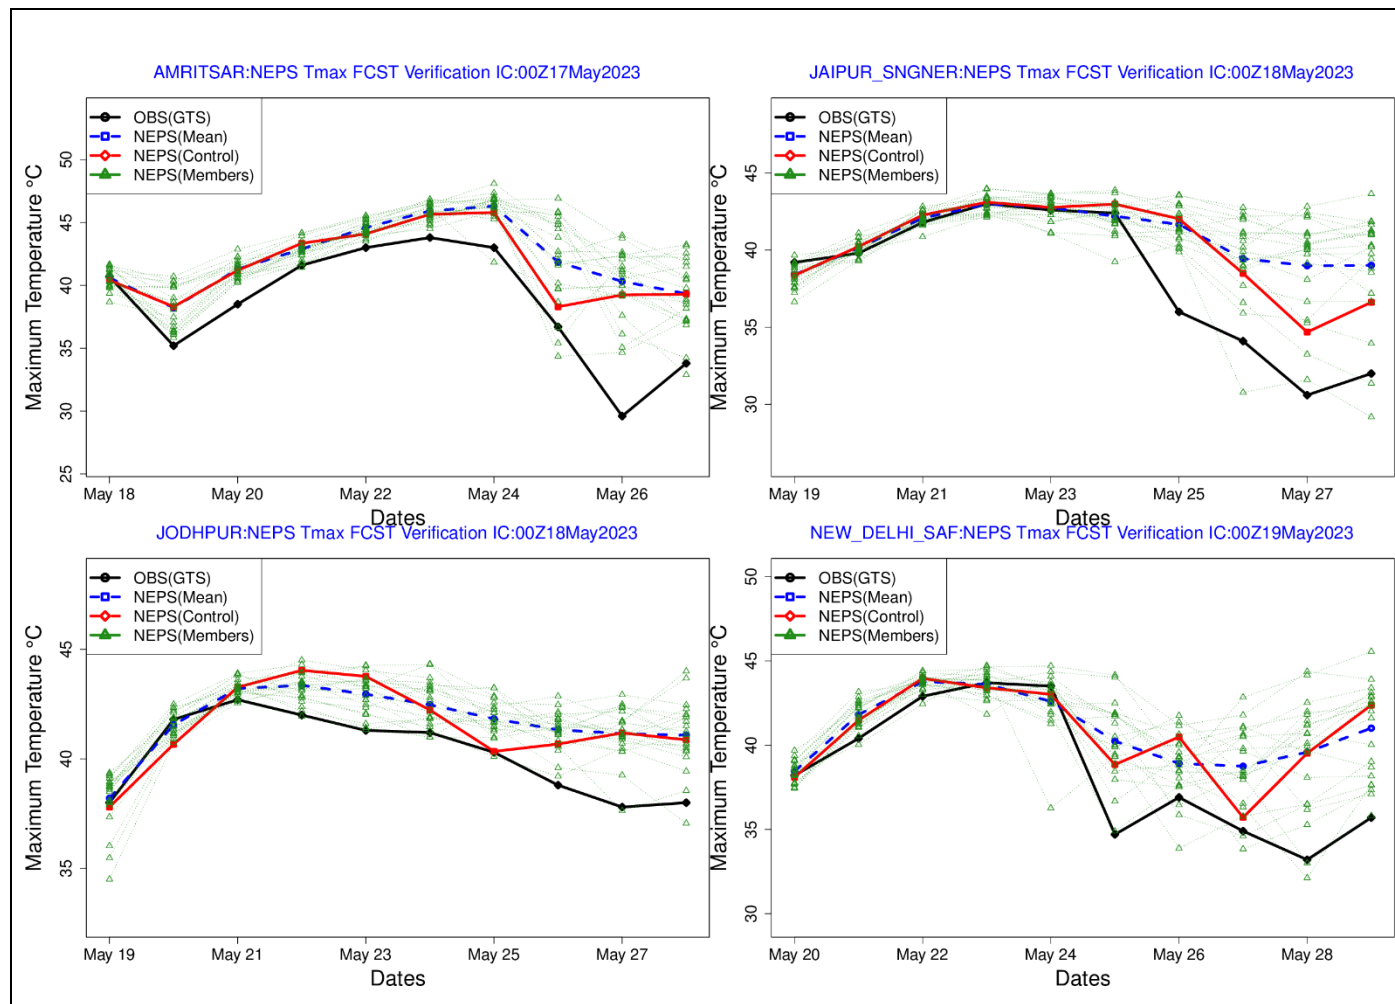 AMRITSAR:NEPS Tmax FCST Verification IC:00Z17May2023
OBS(GTS)
NEPS(Mean)
NEPS(Control)
NEPS(Members)
Maximum Temperature °C
50
45
40
35
30
25
May 18
May 20
May 22
May 24
May 26
Dates
JAIPUR_SNGNER:NEPS Tmax FCST Verification IC:00Z18May2023
OBS(GTS)
NEPS(Mean)
NEPS(Control)
NEPS(Members)
Maximum Temperature °C
45
40
35
30
May 19
May 21
May 23
May 25
May 27
Dates
JODHPUR:NEPS Tmax FCST Verification IC:00Z18May2023
OBS(GTS)
NEPS(Mean)
NEPS(Control)
NEPS(Members)
Maximum Temperature °C
45
40
35
May 19
May 21
May 23
May 25
May 27
Dates
NEW_DELHI_SAF:NEPS Tmax FCST Verification IC:00Z19May2023
OBS(GTS)
NEPS(Mean)
NEPS(Control)
NEPS(Members)
Maximum Temperature °C
50
45
40
35
30
May 20
May 22
May 24
May 26
May 28
Dates